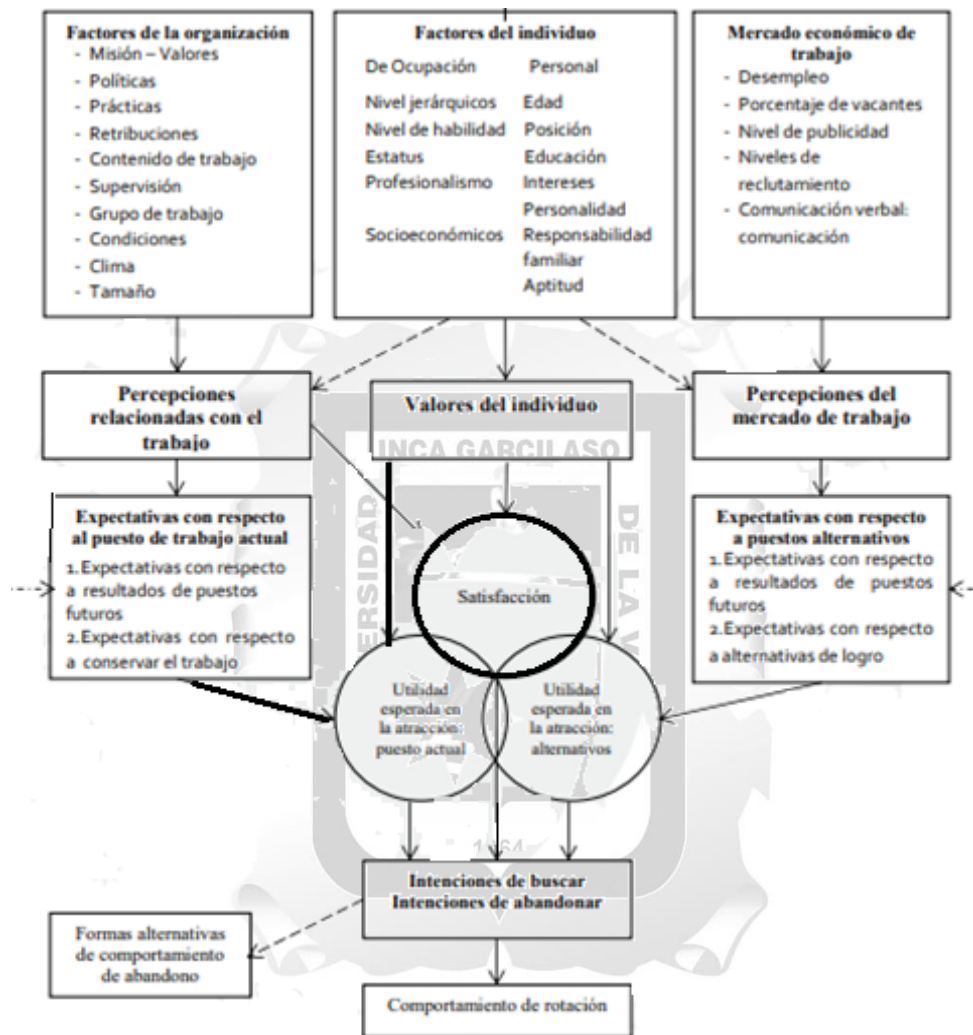 Factores de la organización
- Misión – Valores
- Políticas
- Prácticas
- Retribuciones
- Contenido de trabajo
- Supervisión
- Grupo de trabajo
- Condiciones
- Clima
- Tamaño
Factores del individuo
De Ocupación Personal
Nivel jerárquicos Edad
Nivel de habilidad Posición
Estatus Educación
Profesionalismo Intereses
Personalidad
Socioeconómicos Responsabilidad
familiar
Aptitud
Mercado económico de
trabajo
- Desempleo
- Porcentaje de vacantes
- Nivel de publicidad
- Niveles de
reclutamiento
- Comunicación verbal:
comunicación
Percepciones
relacionadas con el
trabajo
Valores del individuo
Percepciones del
mercado de trabajo
INCA GARCILASO
DE LA
Expectativas con respecto
al puesto de trabajo actual
1.Expectativas con respecto
a resultados de puestos
futuros
2.Expectativas con respecto
a conservar el trabajo
Satisfacción
Expectativas con respecto
a puestos alternativos
1.Expectativas con respecto
a resultados de puestos
futuros
2.Expectativas con respecto
a alternativas de logro
Utilidad
esperada en
la atracción:
puesto actual
Utilidad
esperada en
la atracción:
alternativos
Intenciones de buscar
Intenciones de abandonar
Formas alternativas
de comportamiento
de abandono
Comportamiento de rotación